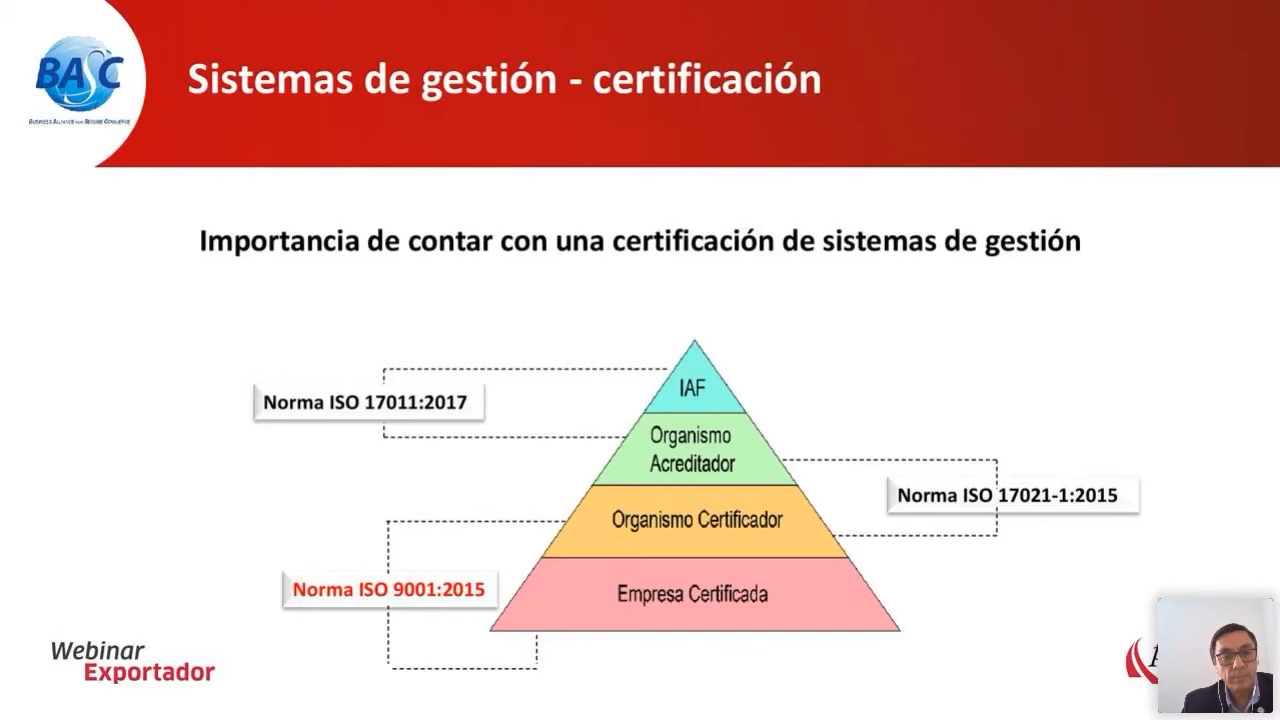 BASC
BUSINESS ALLIANCE FOR SECURE COMMERCE
Sistemas de gestión - certificación
Importancia de contar con una certificación de sistemas de gestión
IAF
Norma ISO 17011:2017
Organismo
Acreditador
Norma ISO 17021-1:2015
Organismo Certificador
Norma ISO 9001:2015
Empresa Certificada
Webinar
Exportador